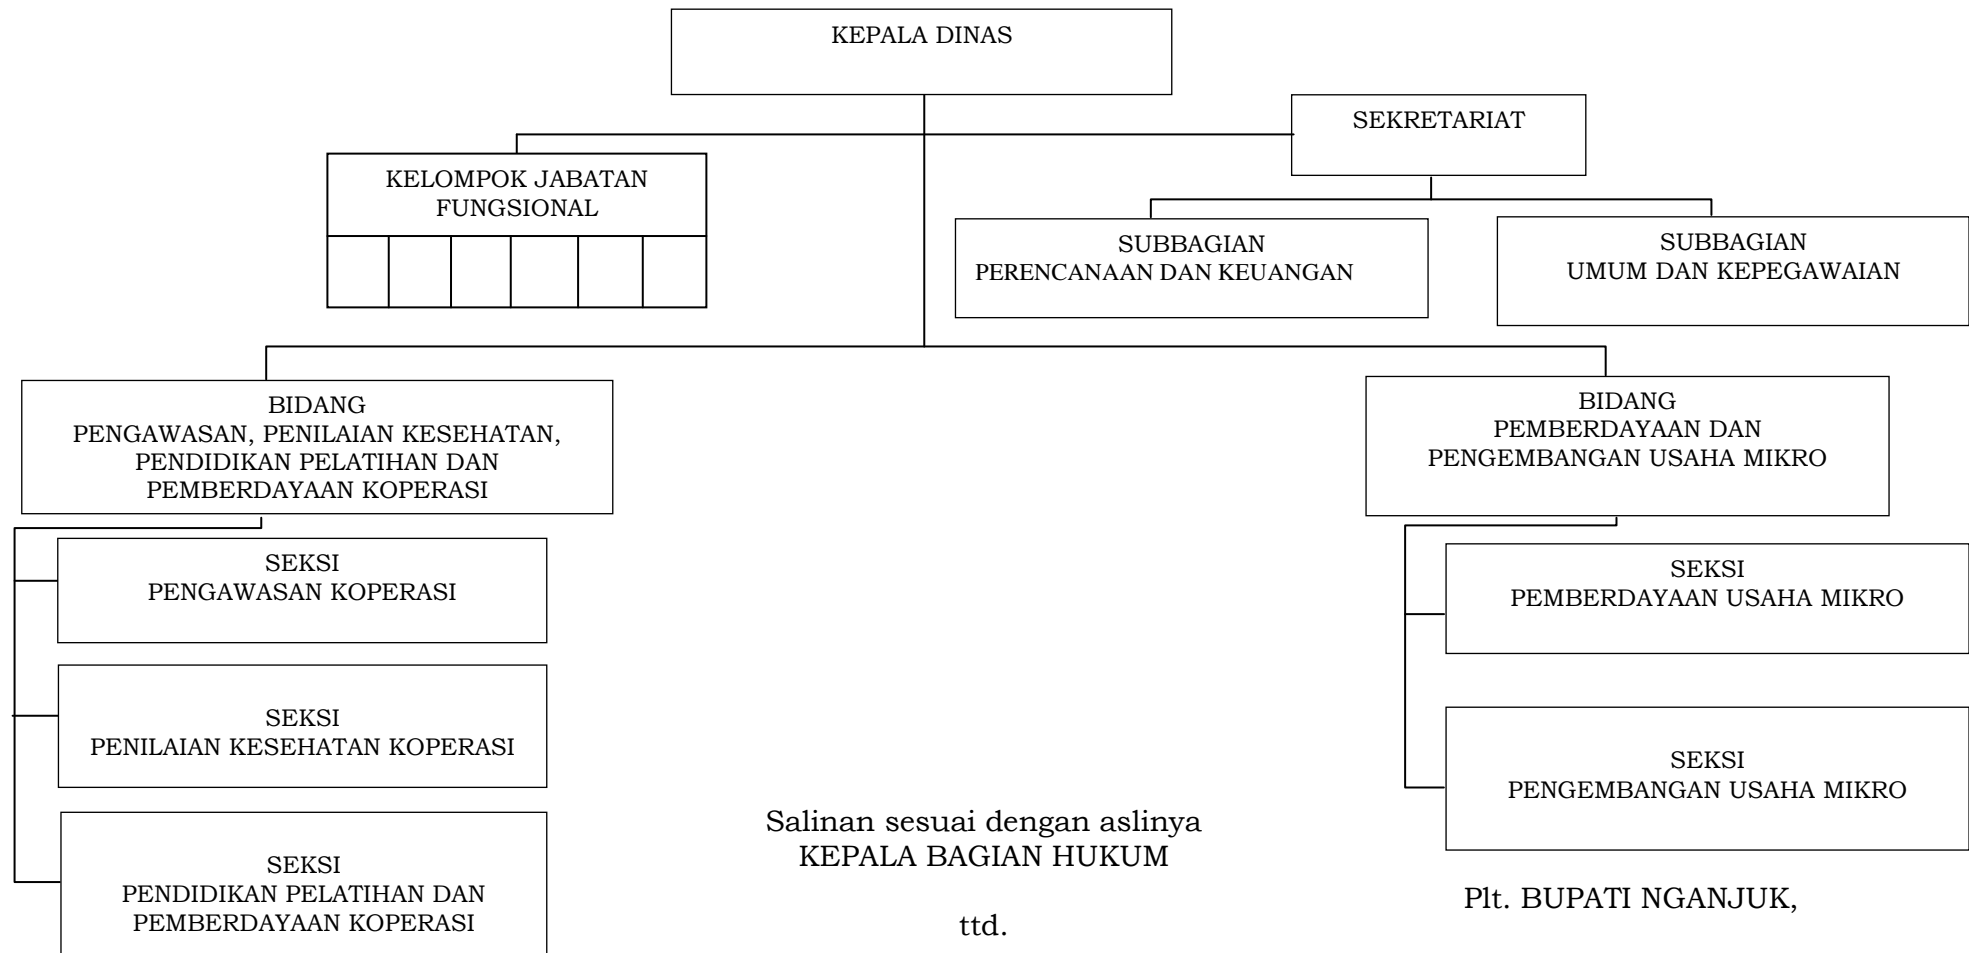 KEPALA DINAS
SEKRETARIAT
KELOMPOK JABATAN
FUNGSIONAL
SUBBAGIAN
PERENCANAAN DAN KEUANGAN
SUBBAGIAN
UMUM DAN KEPEGAWAIAN
BIDANG
PENGAWASAN, PENILAIAN KESEHATAN,
PENDIDIKAN PELATIHAN DAN
PEMBERDAYAAN KOPERASI
BIDANG
PEMBERDAYAAN DAN
PENGEMBANGAN USAHA MIKRO
SEKSI
PENGAWASAN KOPERASI
SEKSI
PENILAIAN KESEHATAN KOPERASI
SEKSI
PENDIDIKAN PELATIHAN DAN
PEMBERDAYAAN KOPERASI
SEKSI
PEMBERDAYAAN USAHA MIKRO
SEKSI
PENGEMBANGAN USAHA MIKRO
Salinan sesuai dengan aslinya
KEPALA BAGIAN HUKUM
ttd.
Plt. BUPATI NGANJUK,